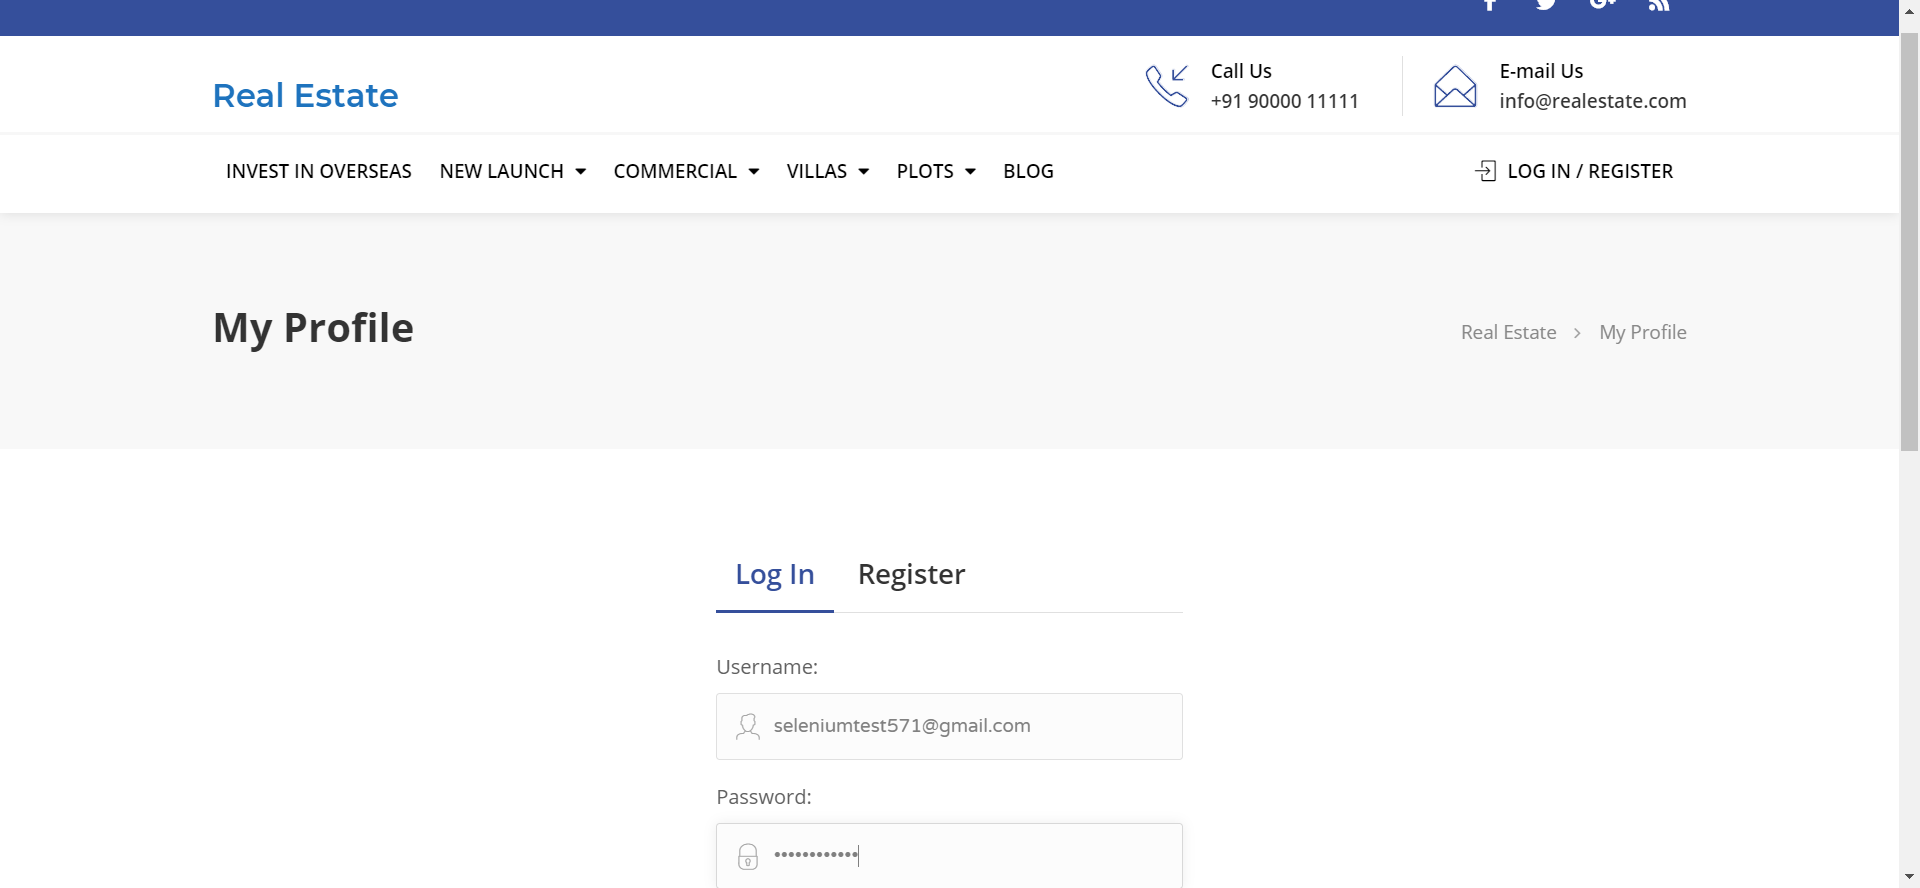 Real Estate
Call Us
+91 90000 11111
E-mail Us
info@realestate.com
INVEST IN OVERSEAS NEW LAUNCH COMMERCIAL VILLAS PLOTS BLOG LOG IN / REGISTER
My Profile
Real Estate > My Profile
Log In Register
Username:
seleniumtest571@gmail.com
Password:
••••••••••••